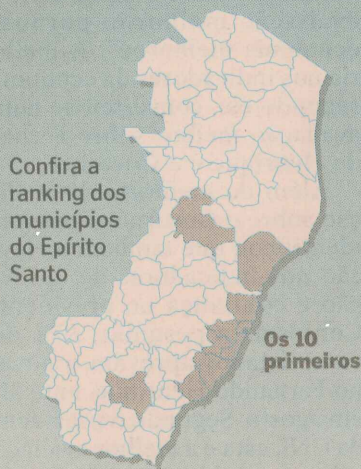 Confira a
ranking dos
municípios
do Epírito
Santo
Os 10
primeiros